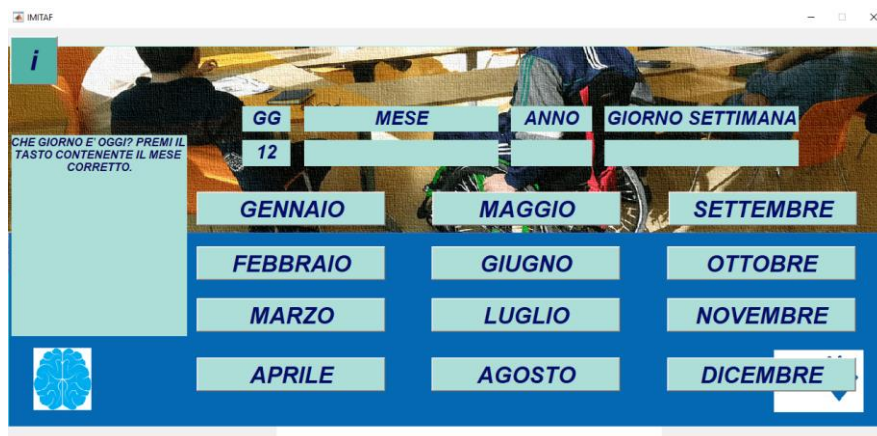 IMITAF
i
GG MESE ANNO GIORNO SETTIMANA
12
CHE GIORNO E' OGGI? PREMI IL
TASTO CONTENENTE IL MESE
CORRETTO.
GENNAIO MAGGIO SETTEMBRE
FEBBRAIO GIUGNO OTTOBRE
MARZO LUGLIO NOVEMBRE
APRILE AGOSTO DICEMBRE